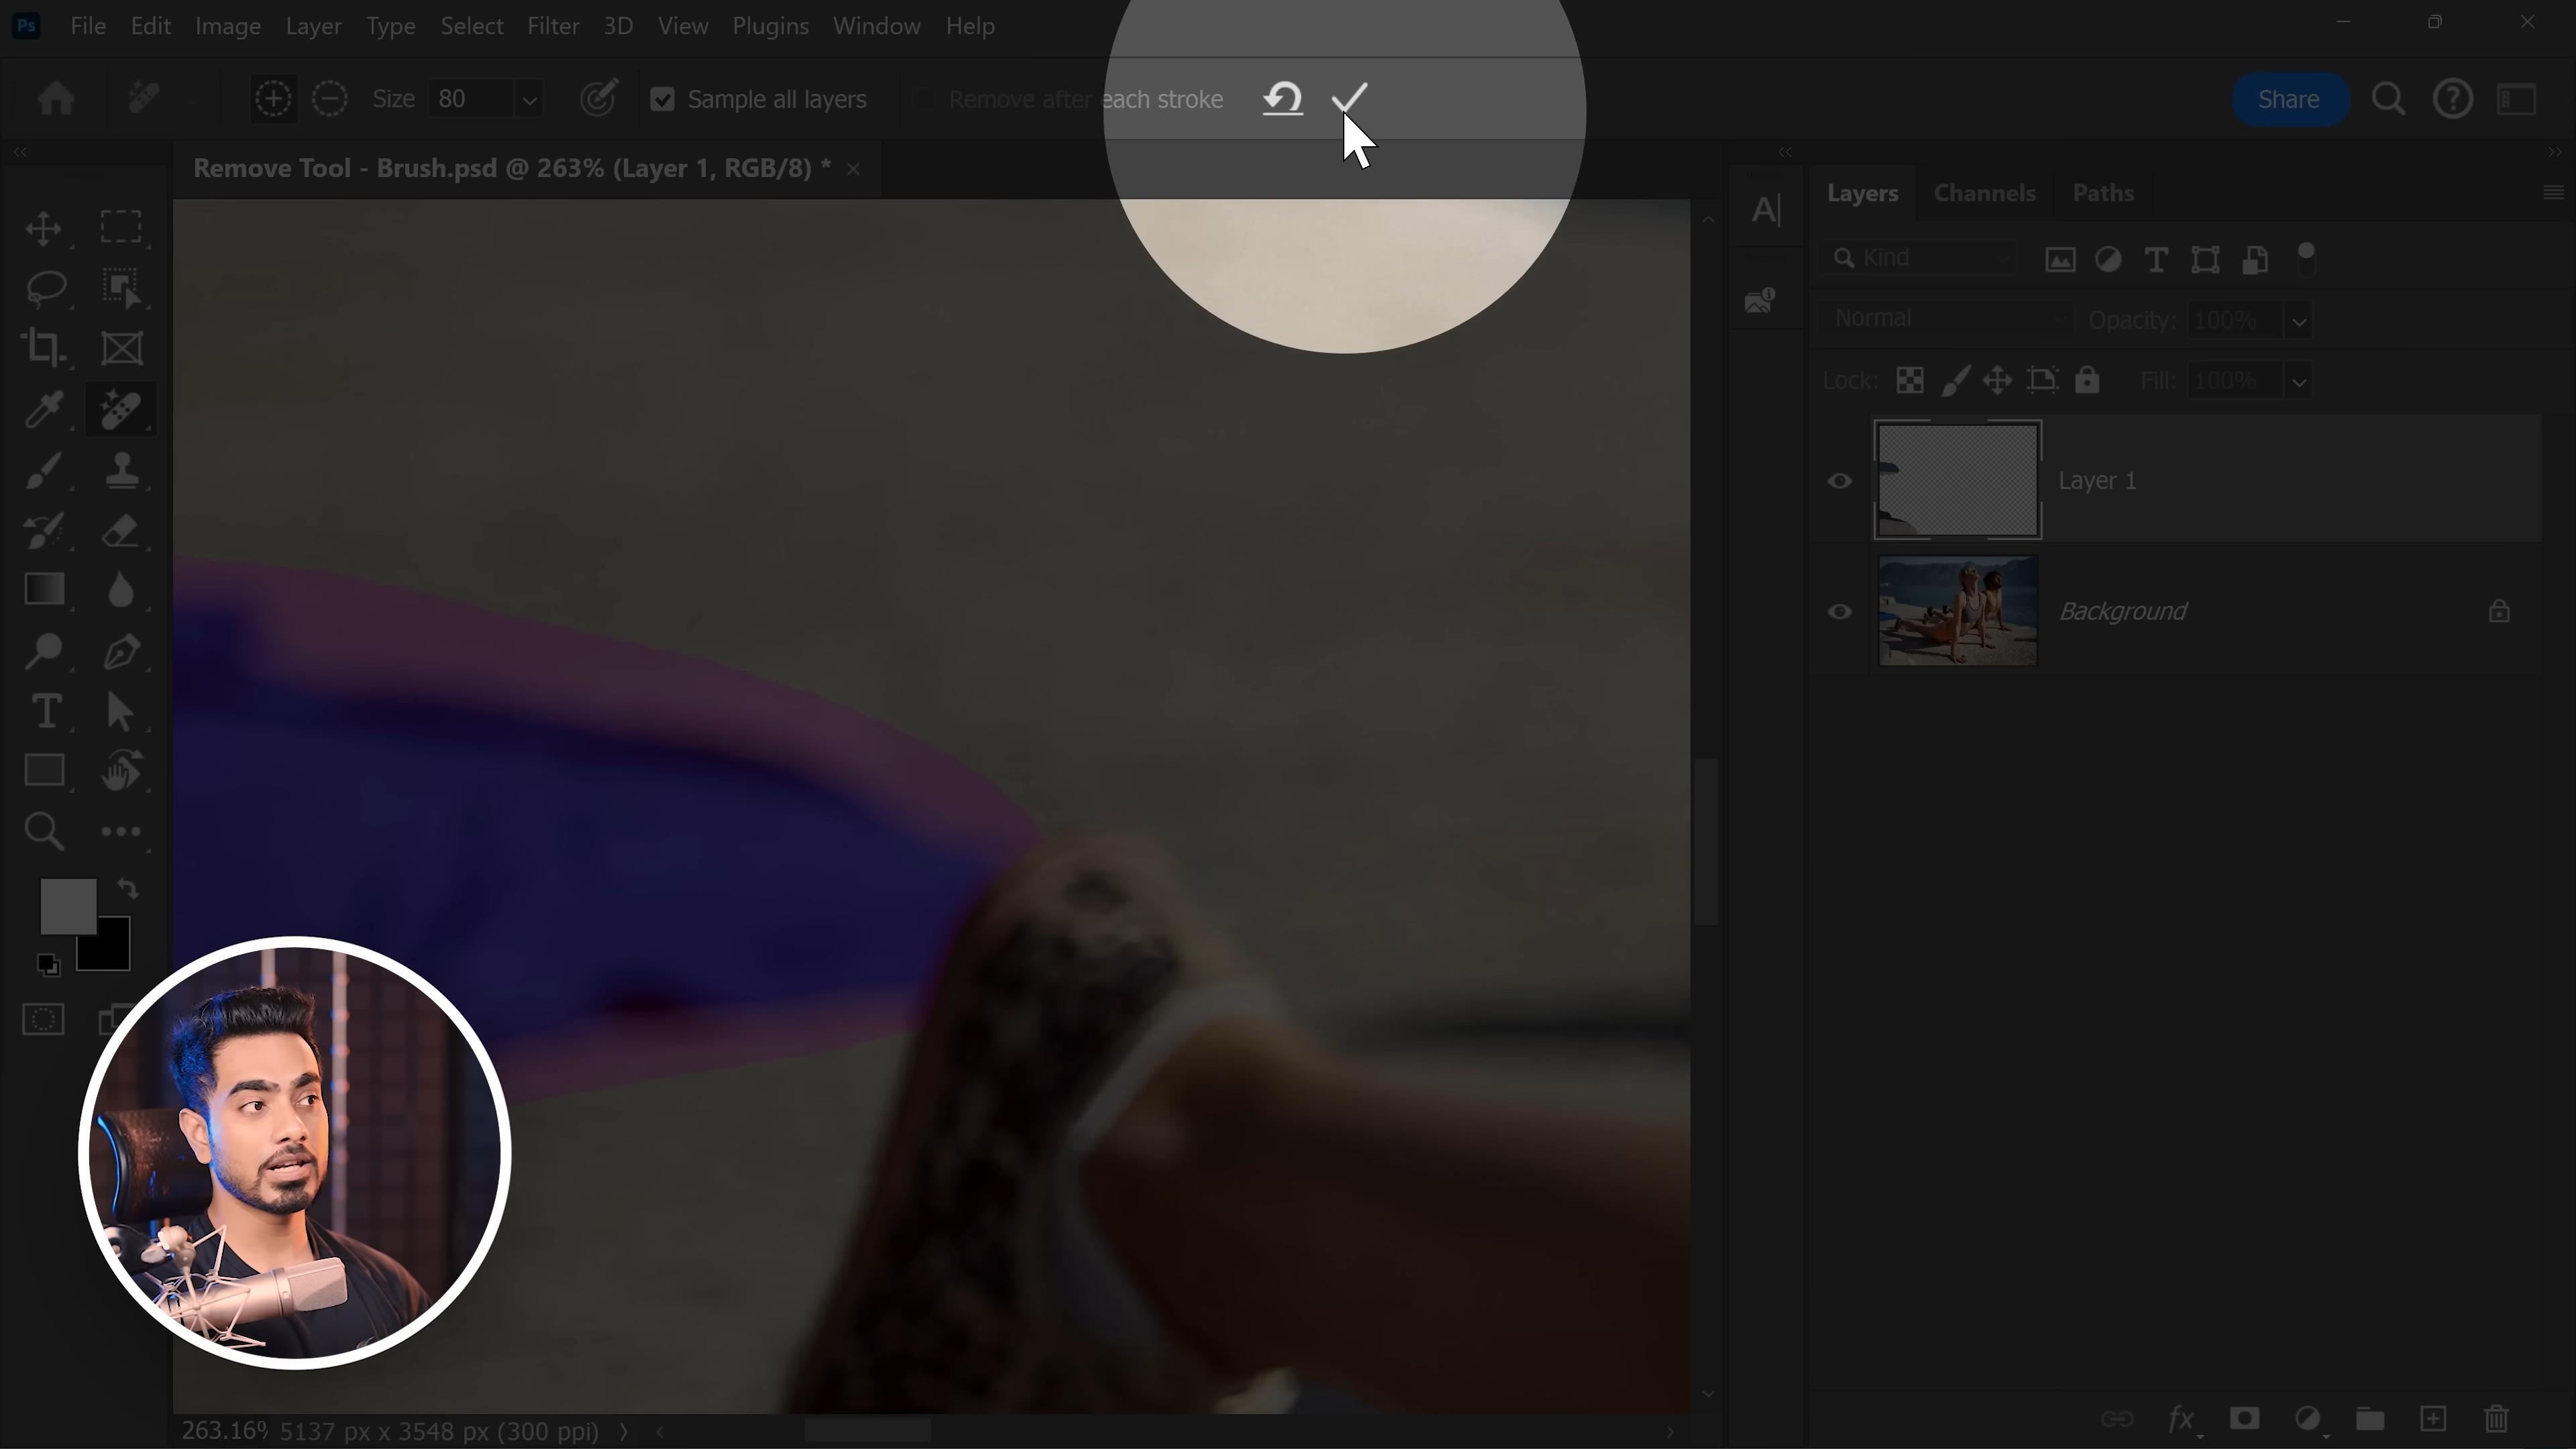 Ps File Edit Image Layer Type Select Filter 3D View Plugins Window Help
Size 80 Sample all layers Remove after each stroke Share
Remove Tool - Brush.psd @ 263% (Layer 1, RGB/8) *
Layers Channels Paths
Kind
Normal Opacity: 100%
Lock: Fill: 100%
Layer 1
Background
263.16% 5137 px x 3548 px (300 ppi)